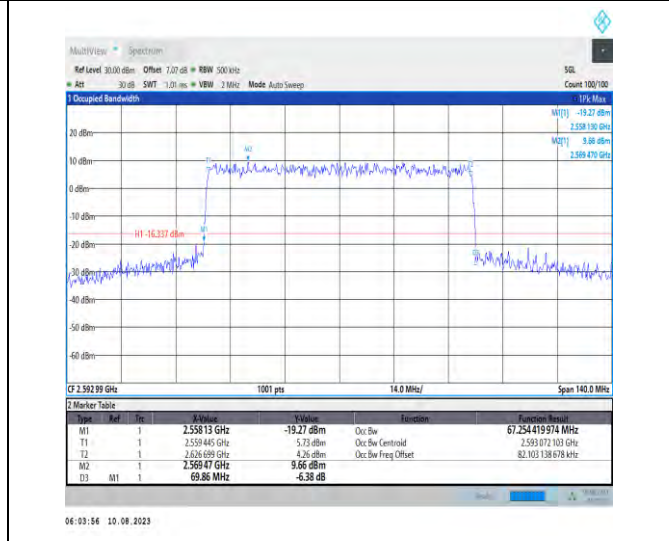 MultiView Spectrum
Ref Level 30.00 dBm Offset 7.07 dB RBW 500 kHz SGL
Att 30 dB SWT 1.01 ms VBW 2 MHz Mode Auto Sweep Count 100/100
1 Occupied Bandwidth 1Pk Max
M1[1] -19.27 dBm
2.558 130 GHz
M2[1] 9.66 dBm
2.569 470 GHz
20 dBm
M2
T1
10 dBm
0 dBm
-10 dBm
M1
H1 -16.337 dBm
-20 dBm
-30 dBm
-40 dBm
-50 dBm
-60 dBm
CF 2.592 99 GHz 1001 pts 14.0 MHz/ Span 140.0 MHz
2 Marker Table
Type Ref Trc X-Value Y-Value Function Function Result
M1 1 2.558 13 GHz -19.27 dBm Occ Bw 67.254 419 974 MHz
T1 1 2.559 445 GHz 5.73 dBm Occ Bw Centroid 2.593 072 103 GHz
T2 1 2.626 699 GHz 4.26 dBm Occ Bw Freq Offset 82.103 138 678 kHz
M2 1 2.569 47 GHz 9.66 dBm
D3 M1 1 69.86 MHz -6.38 dB
06:03:56 10.08.2023